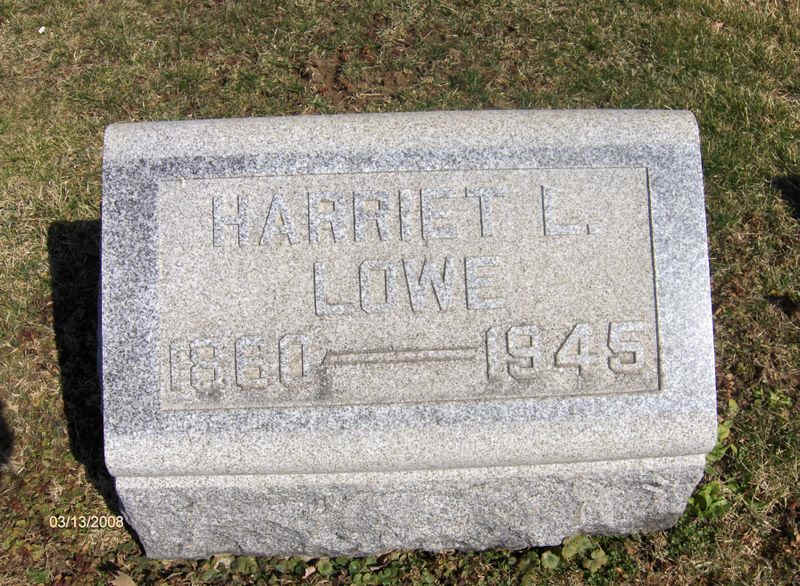 HARRIET L.
LOWE
1860 — 1945
03/13/2008